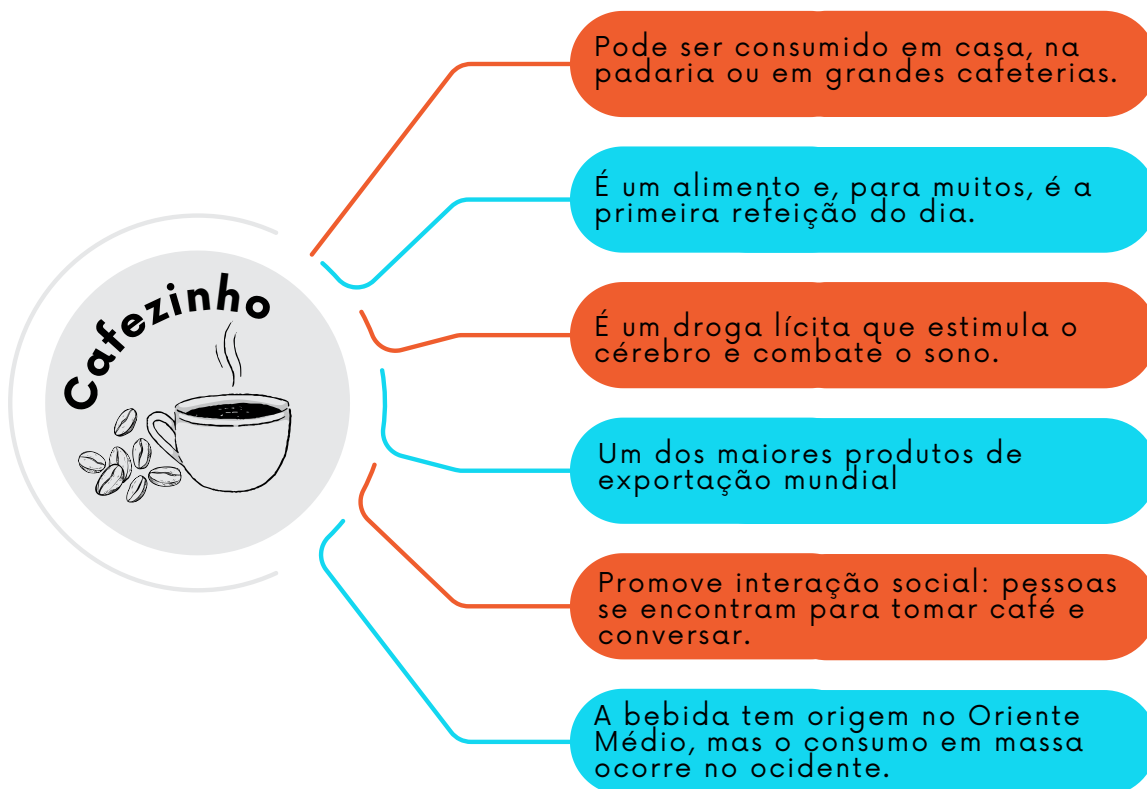 Cafezinho
Pode ser consumido em casa, na
padaria ou em grandes cafeterias.
É um alimento e, para muitos, é a
primeira refeição do dia.
É um droga lícita que estimula o
cérebro e combate o sono.
Um dos maiores produtos de
exportação mundial
Promove interação social: pessoas
se encontram para tomar café e
conversar.
A bebida tem origem no Oriente
Médio, mas o consumo em massa
ocorre no ocidente.